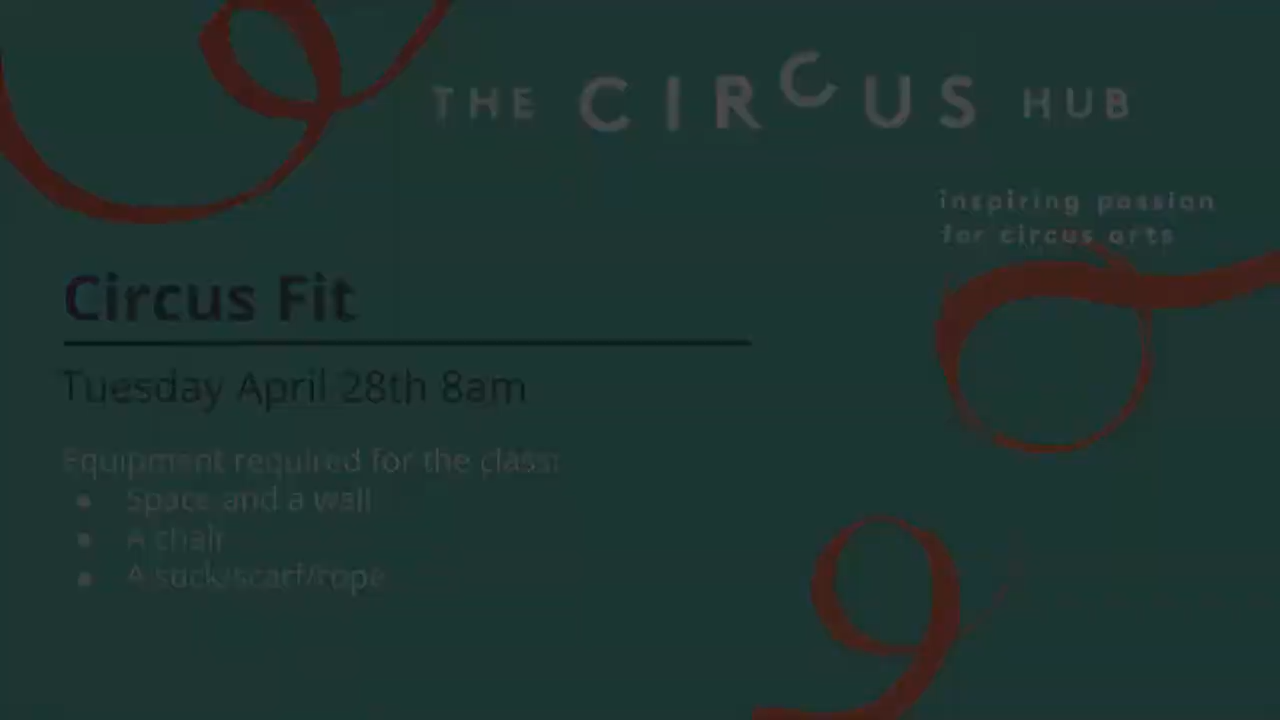 THE CIRCUS HUB
inspiring passion
for circus arts
Circus Fit
Tuesday April 28th 8am
Equipment required for the class:
● Space and a wall
● A chair
● A stick/scarf/rope